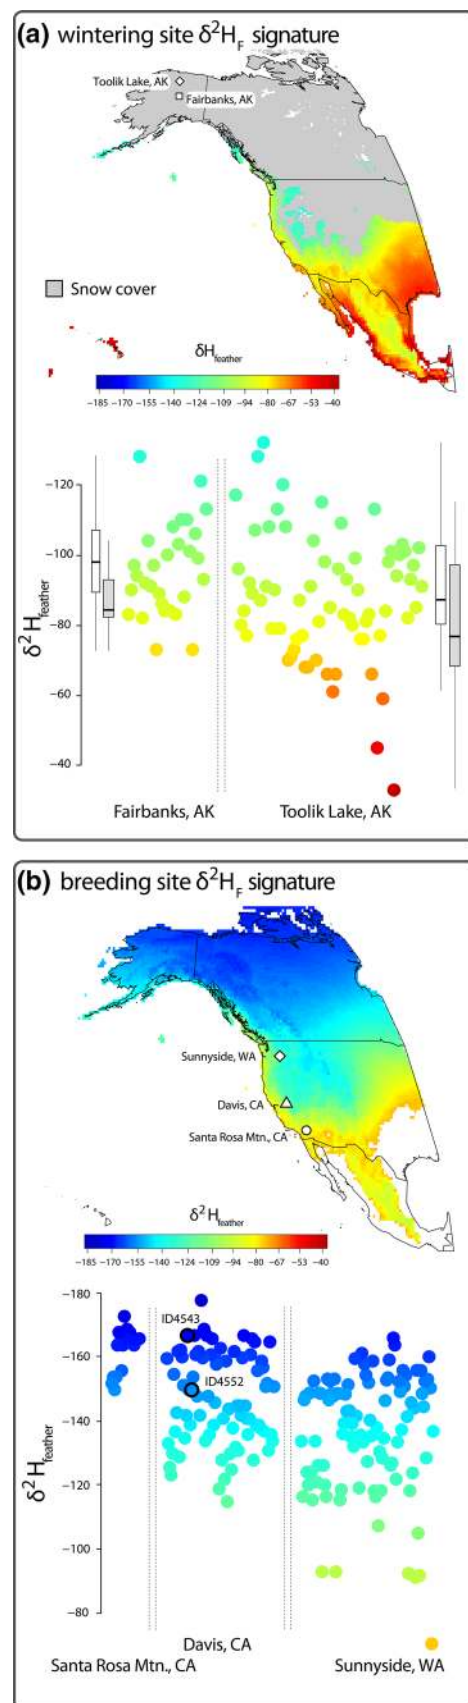 (a) wintering site δ²H_F signature
Toolik Lake, AK
Fairbanks, AK
Snow cover
δH_feather
−185 −170 −155 −140 −124 −109 −94 −80 −67 −53 −40
−120
−100
−80
−60
−40
δ²H_feather
Fairbanks, AK Toolik Lake, AK
(b) breeding site δ²H_F signature
Sunnyside, WA
Davis, CA
Santa Rosa Mtn., CA
δ²H_feather
−185 −170 −155 −140 −124 −109 −94 −80 −67 −53 −40
−180
ID4543
−160
ID4552
−140
−120
−100
−80
δ²H_feather
Davis, CA
Santa Rosa Mtn., CA Sunnyside, WA